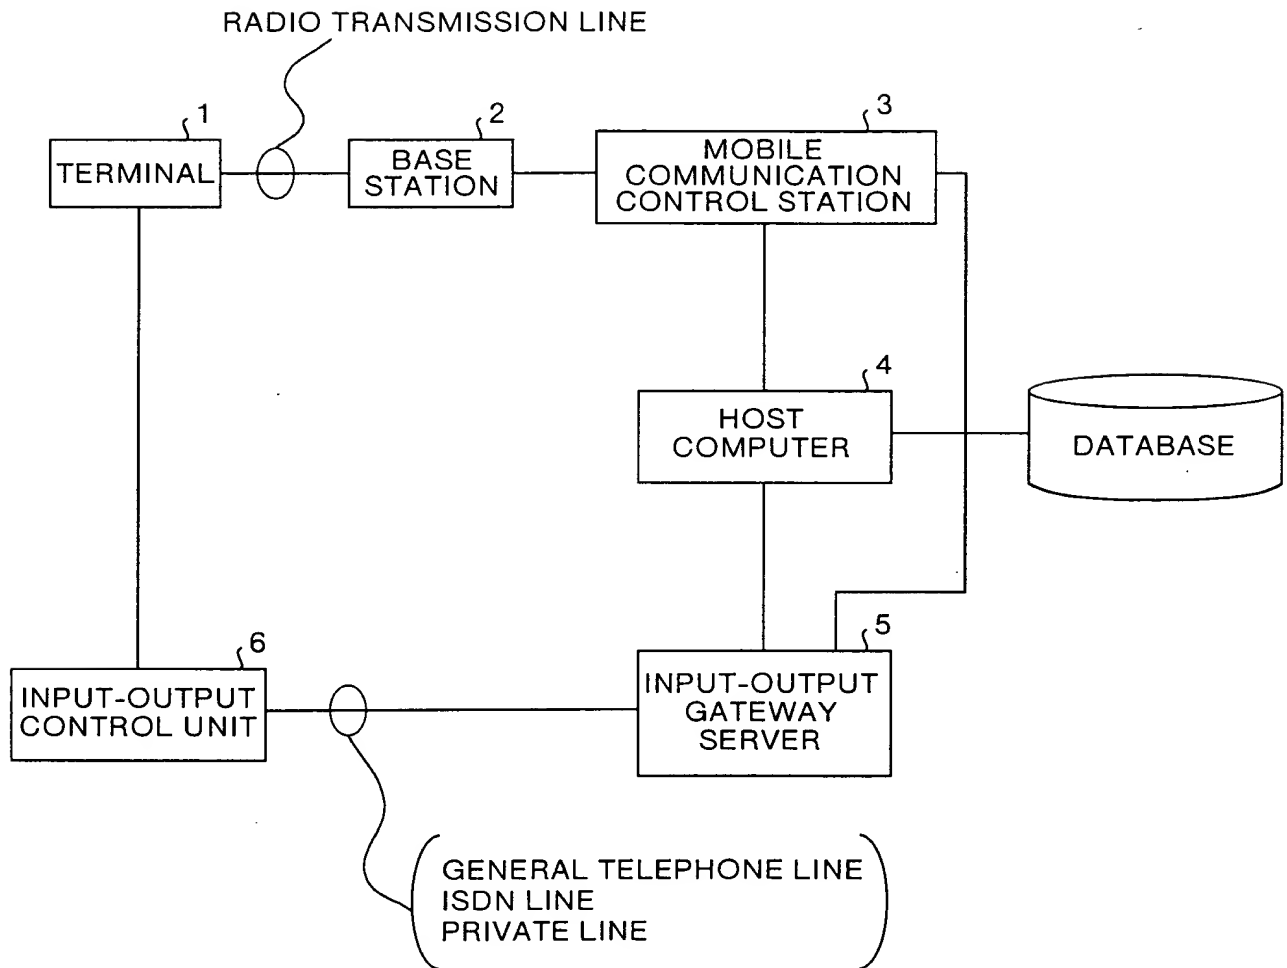 RADIO TRANSMISSION LINE
1
TERMINAL
2
BASE
STATION
3
MOBILE
COMMUNICATION
CONTROL STATION
4
HOST
COMPUTER
DATABASE
6
INPUT-OUTPUT
CONTROL UNIT
5
INPUT-OUTPUT
GATEWAY
SERVER
GENERAL TELEPHONE LINE
ISDN LINE
PRIVATE LINE